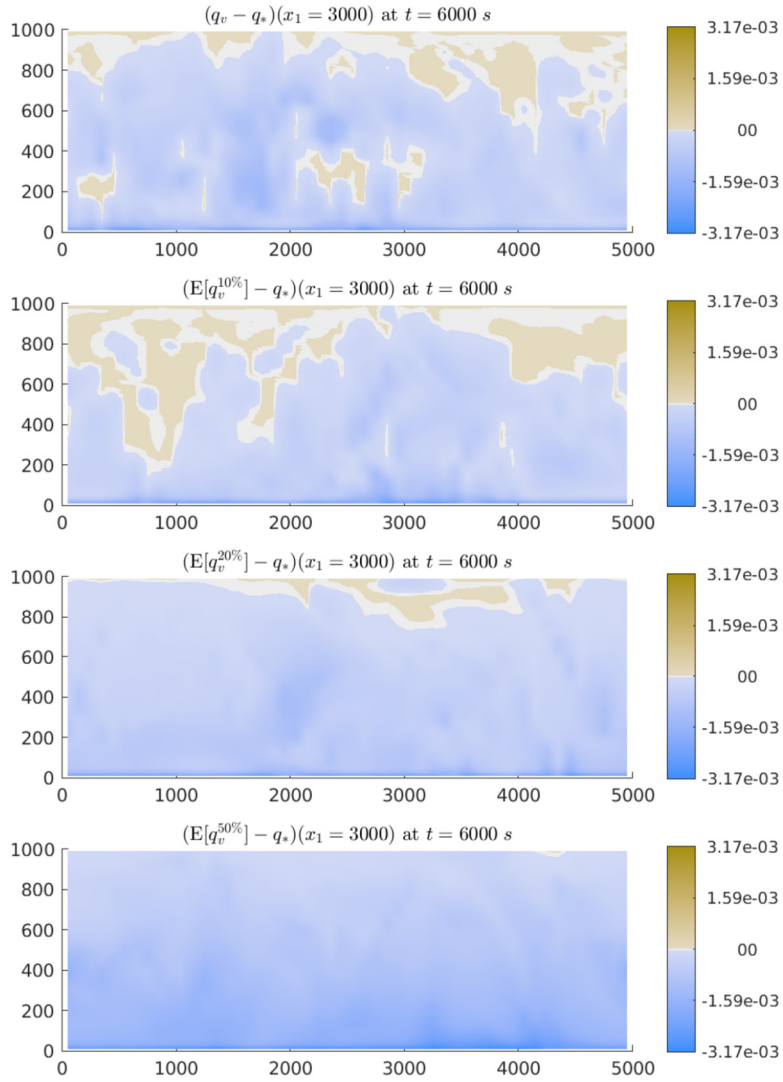 (q_v − q_*)(x_1 = 3000) at t = 6000 s
1000
800
600
400
200
0
0 1000 2000 3000 4000 5000
3.17e-03
1.59e-03
00
-1.59e-03
-3.17e-03
(E[q_v^{10%}] − q_*)(x_1 = 3000) at t = 6000 s
1000
800
600
400
200
0
0 1000 2000 3000 4000 5000
3.17e-03
1.59e-03
00
-1.59e-03
-3.17e-03
(E[q_v^{20%}] − q_*)(x_1 = 3000) at t = 6000 s
1000
800
600
400
200
0
0 1000 2000 3000 4000 5000
3.17e-03
1.59e-03
00
-1.59e-03
-3.17e-03
(E[q_v^{50%}] − q_*)(x_1 = 3000) at t = 6000 s
1000
800
600
400
200
0
0 1000 2000 3000 4000 5000
3.17e-03
1.59e-03
00
-1.59e-03
-3.17e-03